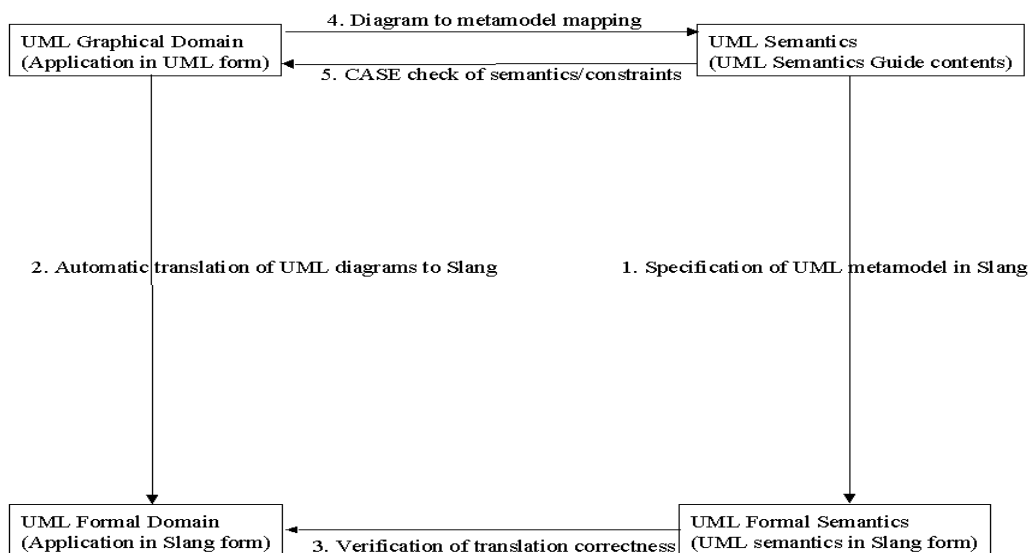 4. Diagram to metamodel mapping
UML Graphical Domain
(Application in UML form)
UML Semantics
(UML Semantics Guide contents)
5. CASE check of semantics/constraints
2. Automatic translation of UML diagrams to Slang
1. Specification of UML metamodel in Slang
UML Formal Domain
(Application in Slang form)
UML Formal Semantics
(UML semantics in Slang form)
3. Verification of translation correctness